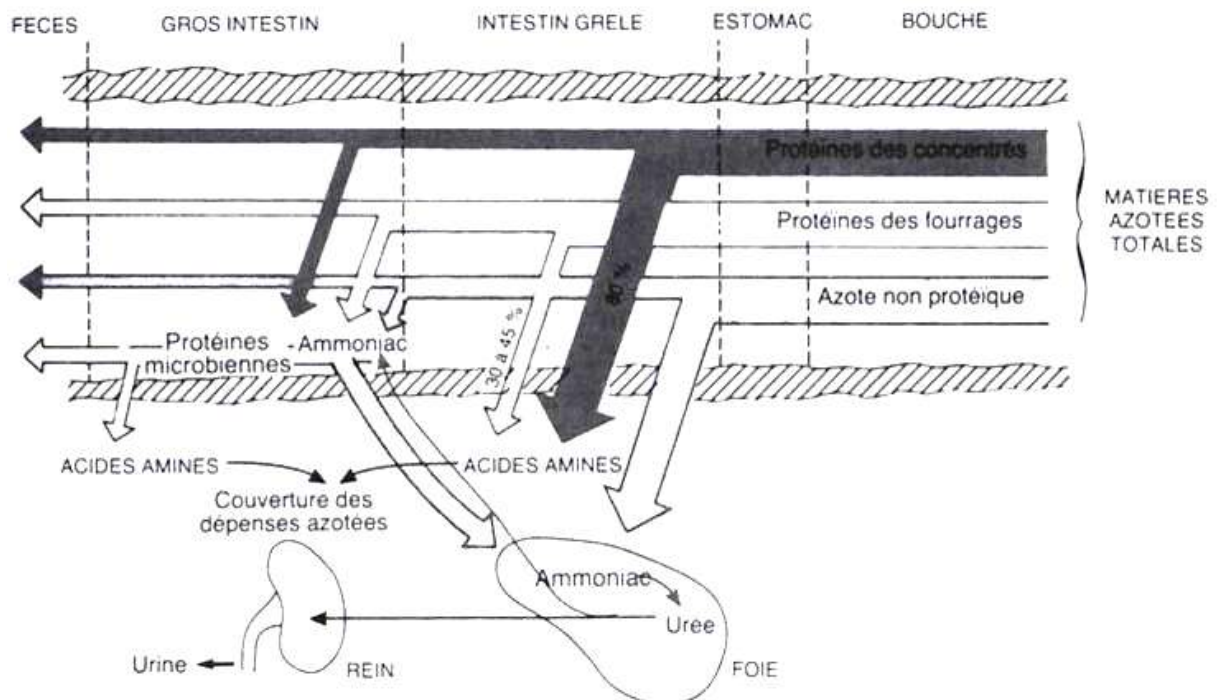 FECES GROS INTESTIN INTESTIN GRELE ESTOMAC BOUCHE
Protéines des concentrés
Protéines des fourrages
Azote non protéique
MATIERES
AZOTEES
TOTALES
80 %
30 à 45 %
Protéines
microbiennes
-Ammoniac
ACIDES AMINES
ACIDES AMINES
Couverture des
dépenses azotées
Ammoniac
Urée
Urine
REIN
FOIE